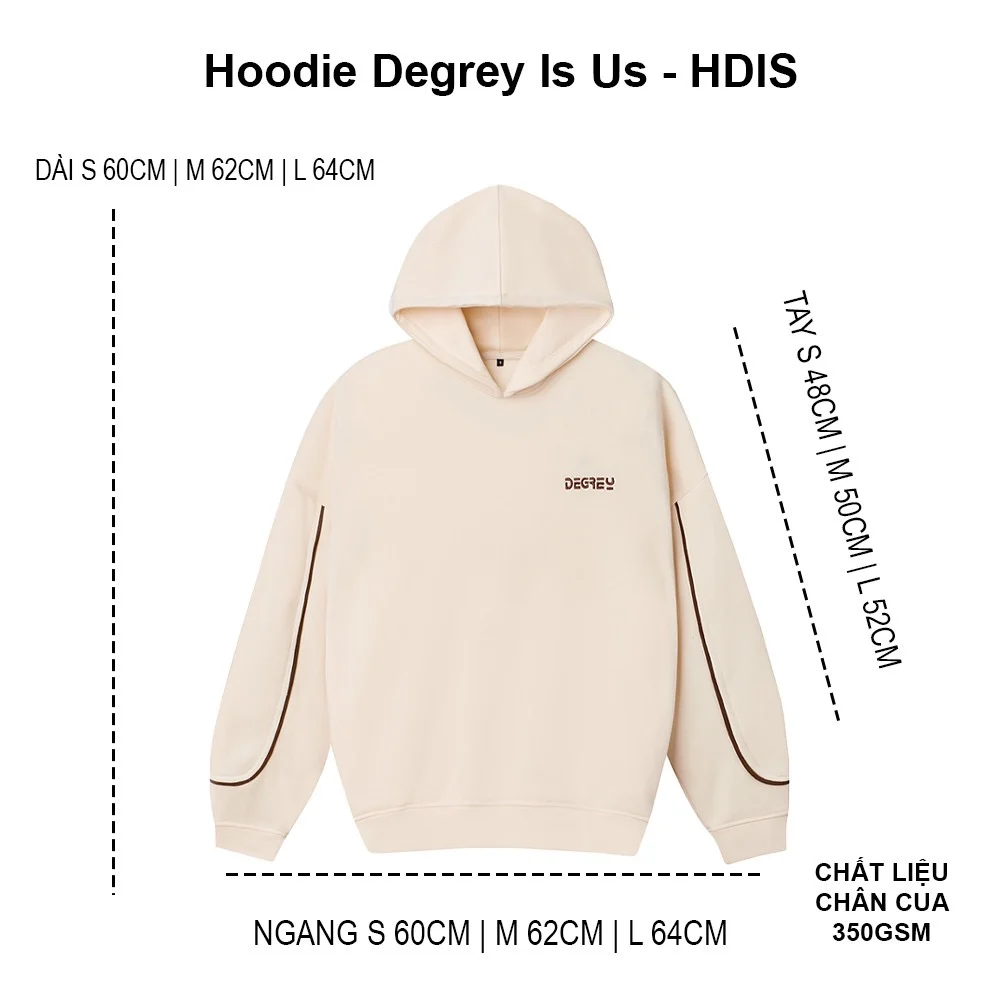 Hoodie Degrey Is Us - HDIS
DÀI S 60CM | M 62CM | L 64CM
TAY S 48CM | M 50CM | L 52CM
DEGREY
NGANG S 60CM | M 62CM | L 64CM
CHẤT LIỆU
CHÂN CUA
350GSM